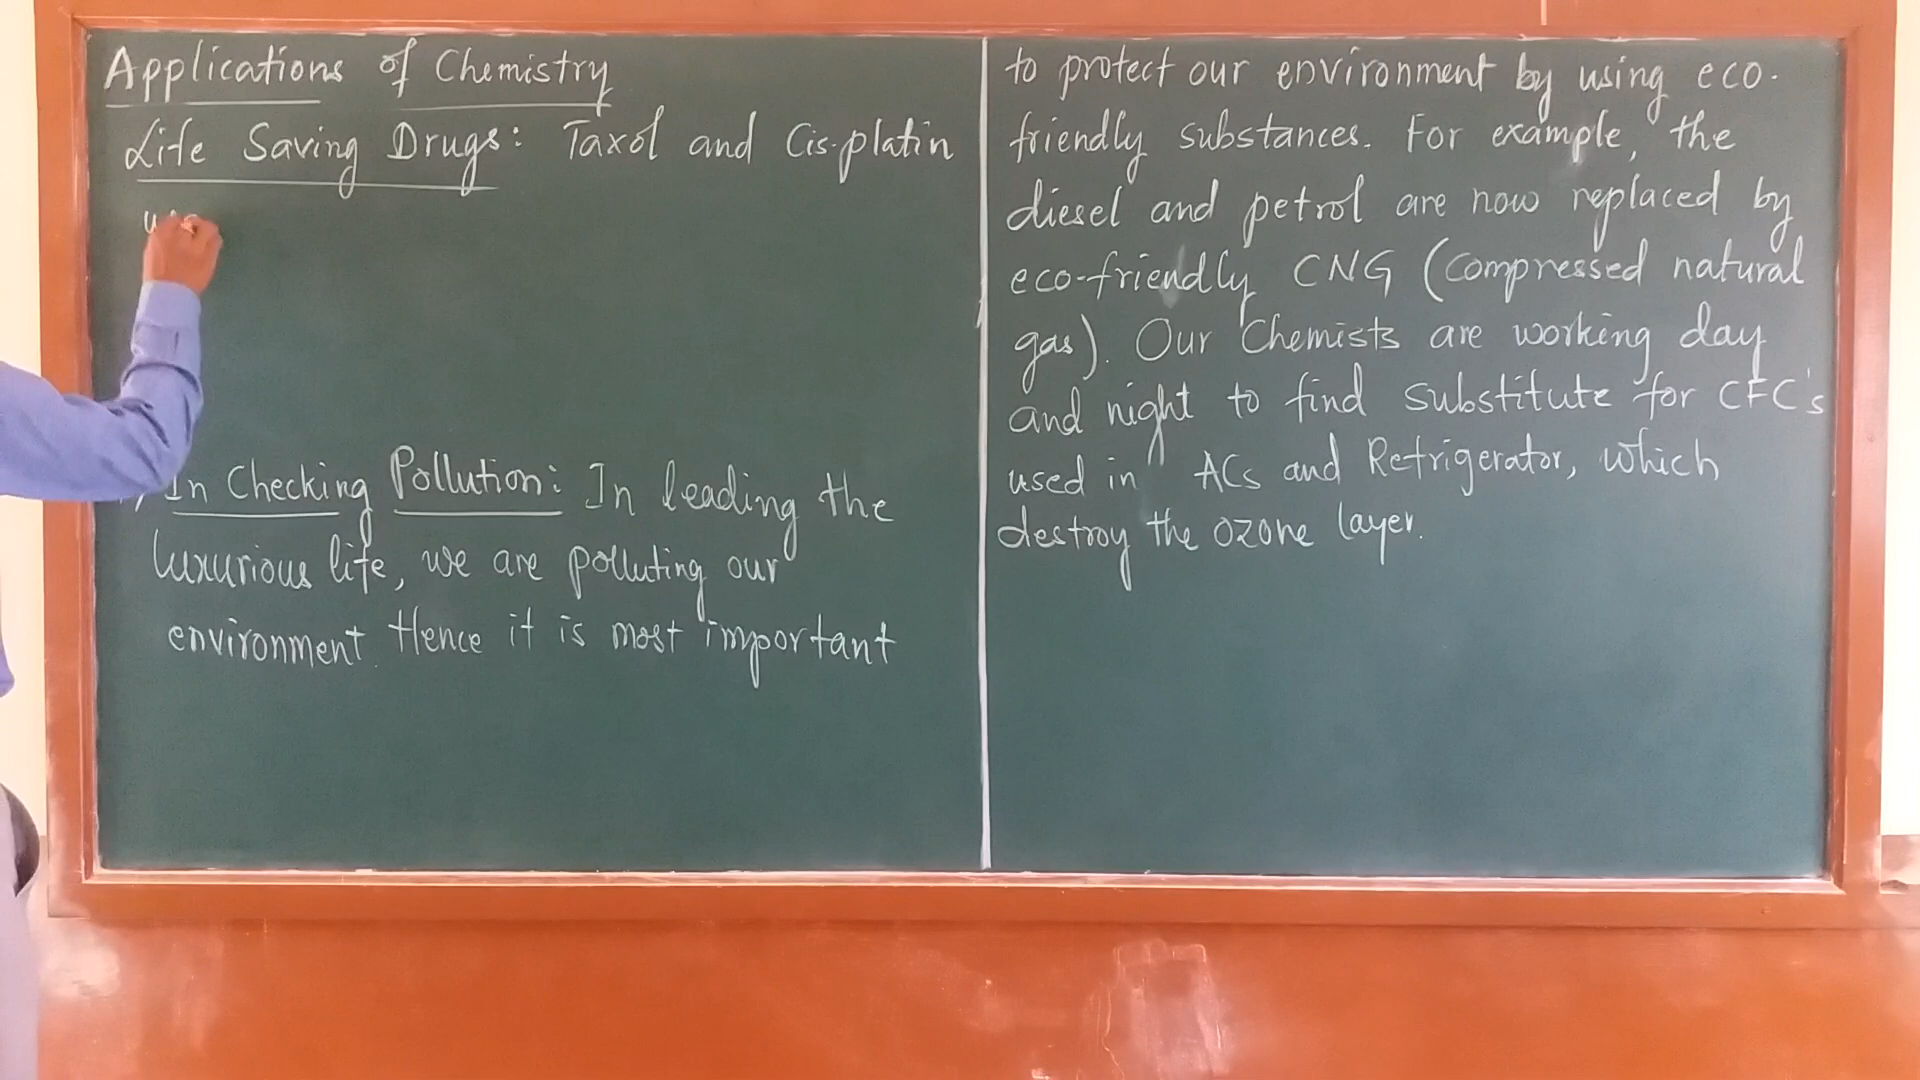 Applications of Chemistry
Life Saving Drugs: Taxol and Cis-platin
In Checking Pollution: In leading the
luxurious life, we are polluting our
environment. Hence it is most important
to protect our environment by using eco-
friendly substances. For example, the
diesel and petrol are now replaced by
eco-friendly CNG (compressed natural
gas). Our Chemists are working day
and night to find substitute for CFC's
used in ACs and Refrigerator, which
destroy the ozone layer.